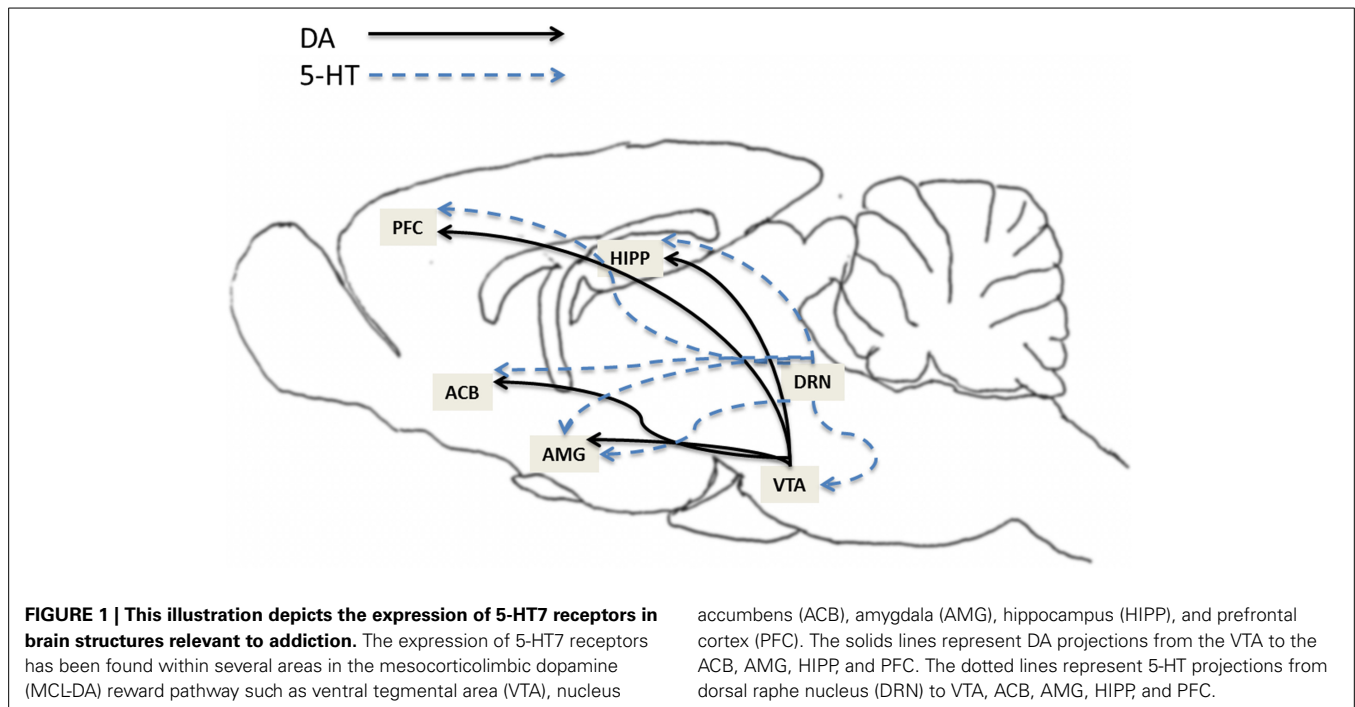 DA
5-HT
PFC
HIPP
ACB
DRN
AMG
VTA
FIGURE 1 | This illustration depicts the expression of 5-HT7 receptors in
brain structures relevant to addiction. The expression of 5-HT7 receptors
has been found within several areas in the mesocorticolimbic dopamine
(MCL-DA) reward pathway such as ventral tegmental area (VTA), nucleus
accumbens (ACB), amygdala (AMG), hippocampus (HIPP), and prefrontal
cortex (PFC). The solids lines represent DA projections from the VTA to the
ACB, AMG, HIPP, and PFC. The dotted lines represent 5-HT projections from
dorsal raphe nucleus (DRN) to VTA, ACB, AMG, HIPP, and PFC.